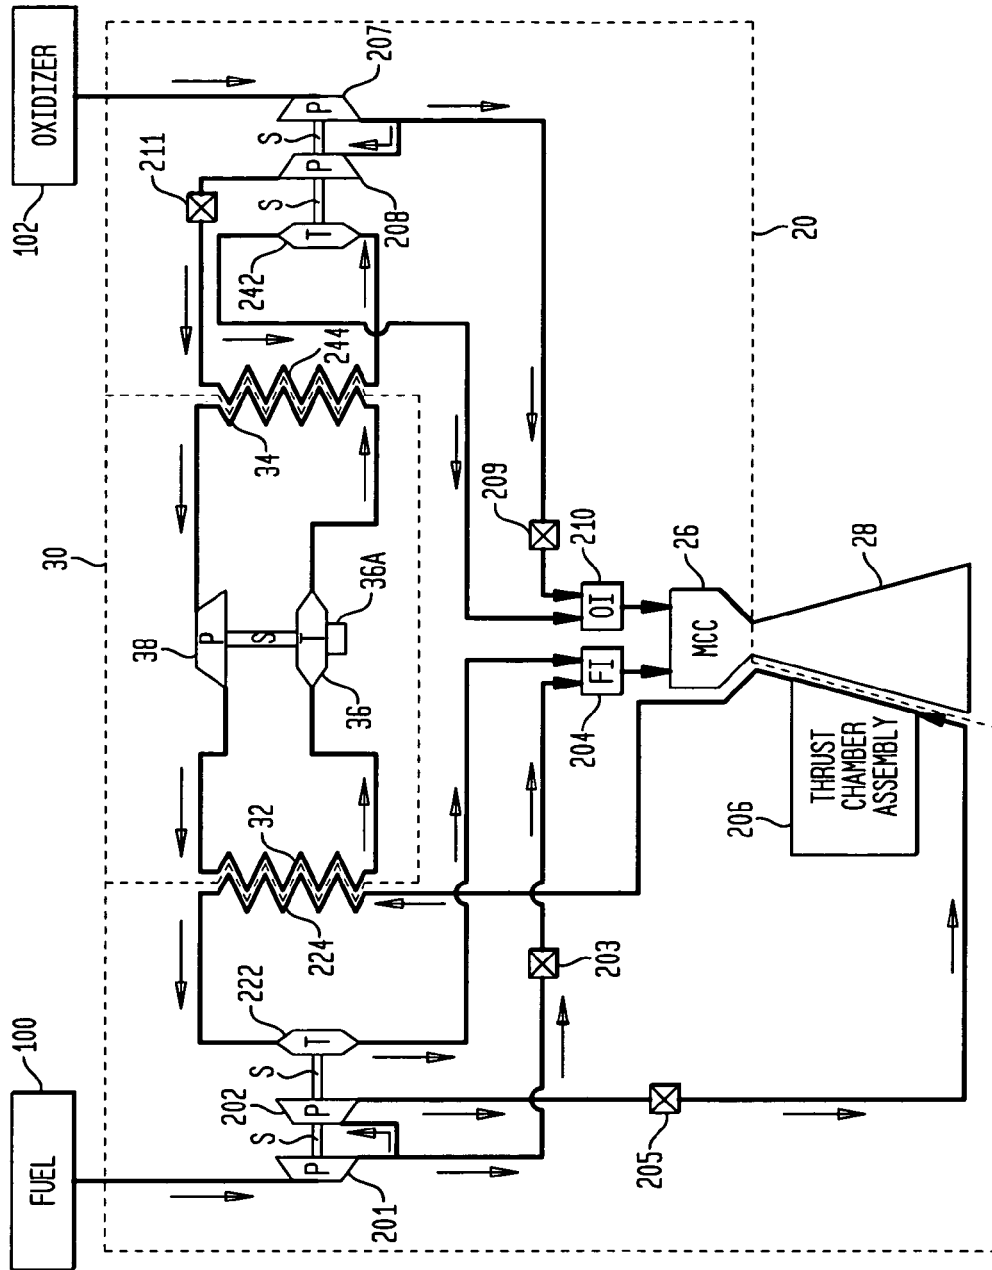 100
102
FUEL
OXIDIZER
30
38
211
P
S
T
36
36A
201
P
S
202
P
S
222
T
224
32
34
244
242
T
S
208
P
S
P
207
203
209
205
204
FI
210
OI
20
26
MCC
206
THRUST
CHAMBER
ASSEMBLY
28